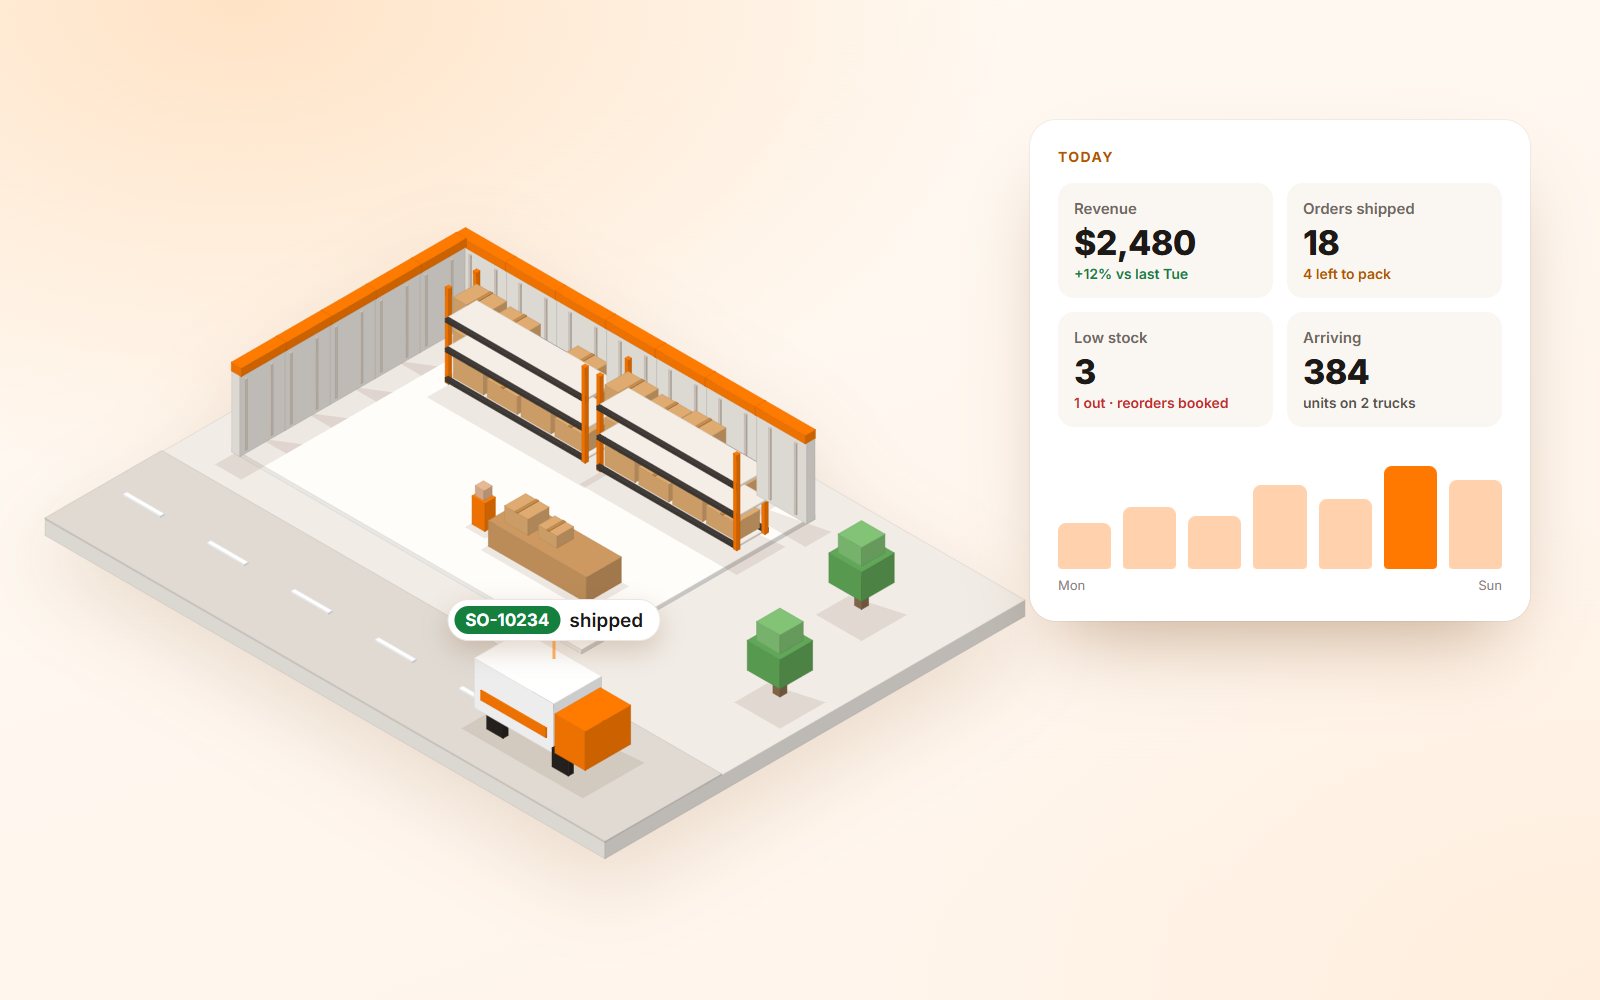 TODAY
Revenue
$2,480
+12% vs last Tue
Orders shipped
18
4 left to pack
Low stock
3
1 out · reorders booked
Arriving
384
units on 2 trucks
Mon
Sun
SO-10234 shipped